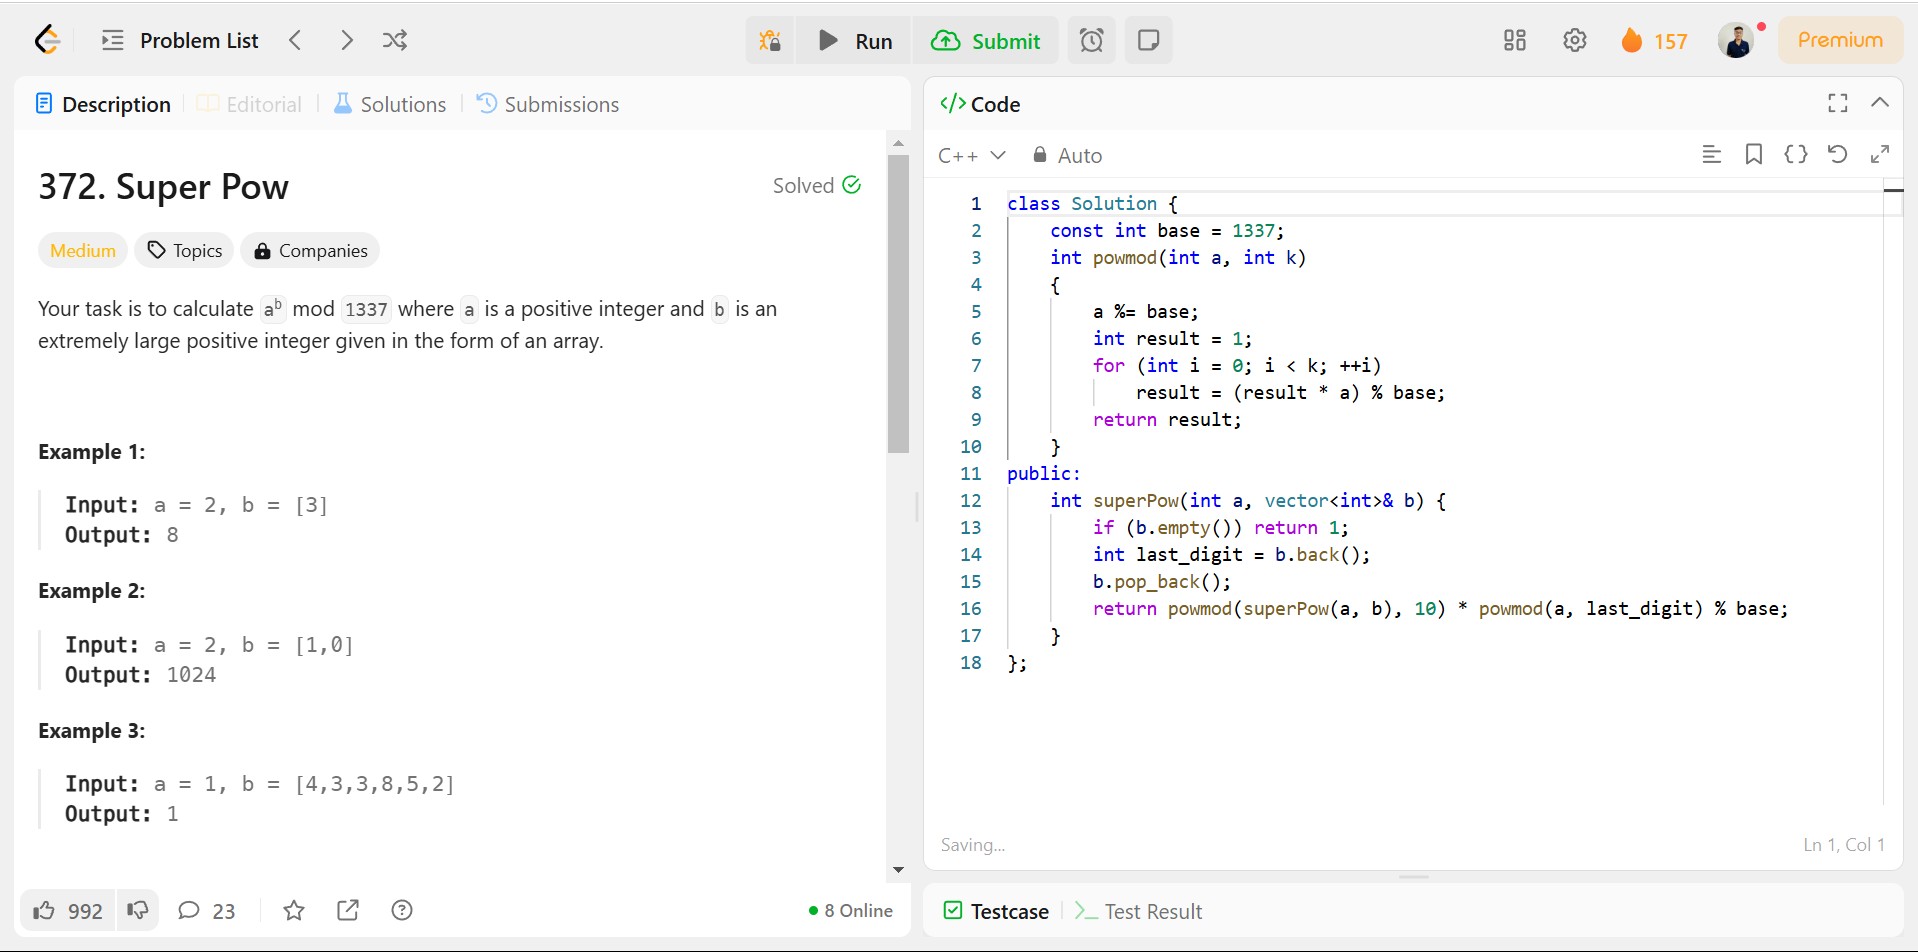 Problem List
Run
Submit
157
Premium
Description
Editorial
Solutions
Submissions
372. Super Pow
Solved
Medium
Topics
Companies
Your task is to calculate aᵇ mod 1337 where a is a positive integer and b is an
extremely large positive integer given in the form of an array.
Example 1:
Input: a = 2, b = [3]
Output: 8
Example 2:
Input: a = 2, b = [1,0]
Output: 1024
Example 3:
Input: a = 1, b = [4,3,3,8,5,2]
Output: 1
992
23
8 Online
</> Code
C++
Auto
1 class Solution {
2     const int base = 1337;
3     int powmod(int a, int k)
4     {
5         a %= base;
6         int result = 1;
7         for (int i = 0; i < k; ++i)
8             result = (result * a) % base;
9         return result;
10     }
11 public:
12     int superPow(int a, vector<int>& b) {
13         if (b.empty()) return 1;
14         int last_digit = b.back();
15         b.pop_back();
16         return powmod(superPow(a, b), 10) * powmod(a, last_digit) % base;
17     }
18 };
Saving...
Ln 1, Col 1
Testcase
Test Result